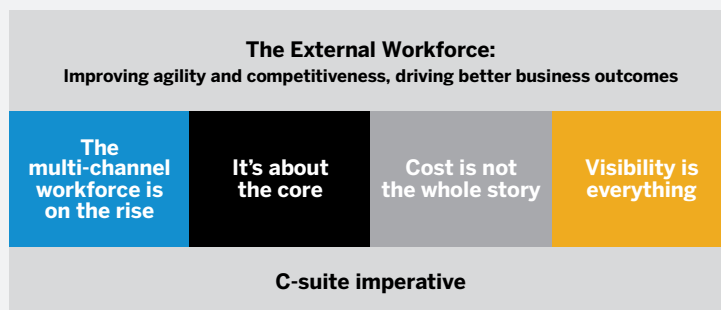 The External Workforce:
Improving agility and competitiveness, driving better business outcomes
The
multi-channel
workforce is
on the rise
It’s about
the core
Cost is not
the whole story
Visibility is
everything
C-suite imperative